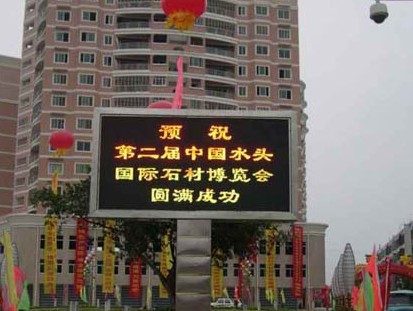 预祝
第二届中国水头
国际石材博览会
圆满成功